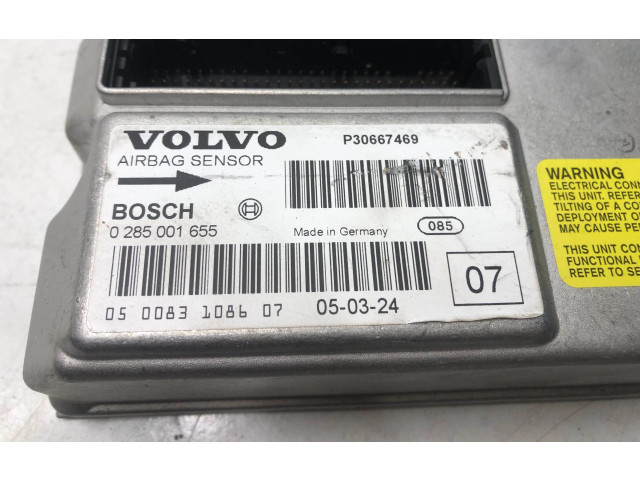 VOLVO
P30667469
AIRBAG SENSOR
BOSCH
0 285 001 655
Made in Germany
085
05 0083 1086 07
05-03-24
07
WARNING
ELECTRICAL CONN
THIS UNIT. REFER
TILTING OF A CO
DEPLOYMENT O
MAY CAUSE PER
THIS UNIT CON
FUNCTIONAL
REFER TO SE